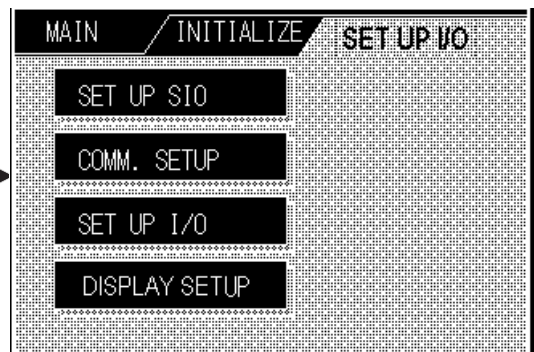 MAIN INITIALIZE SET UP I/O
SET UP SIO
COMM. SETUP
SET UP I/O
DISPLAY SETUP